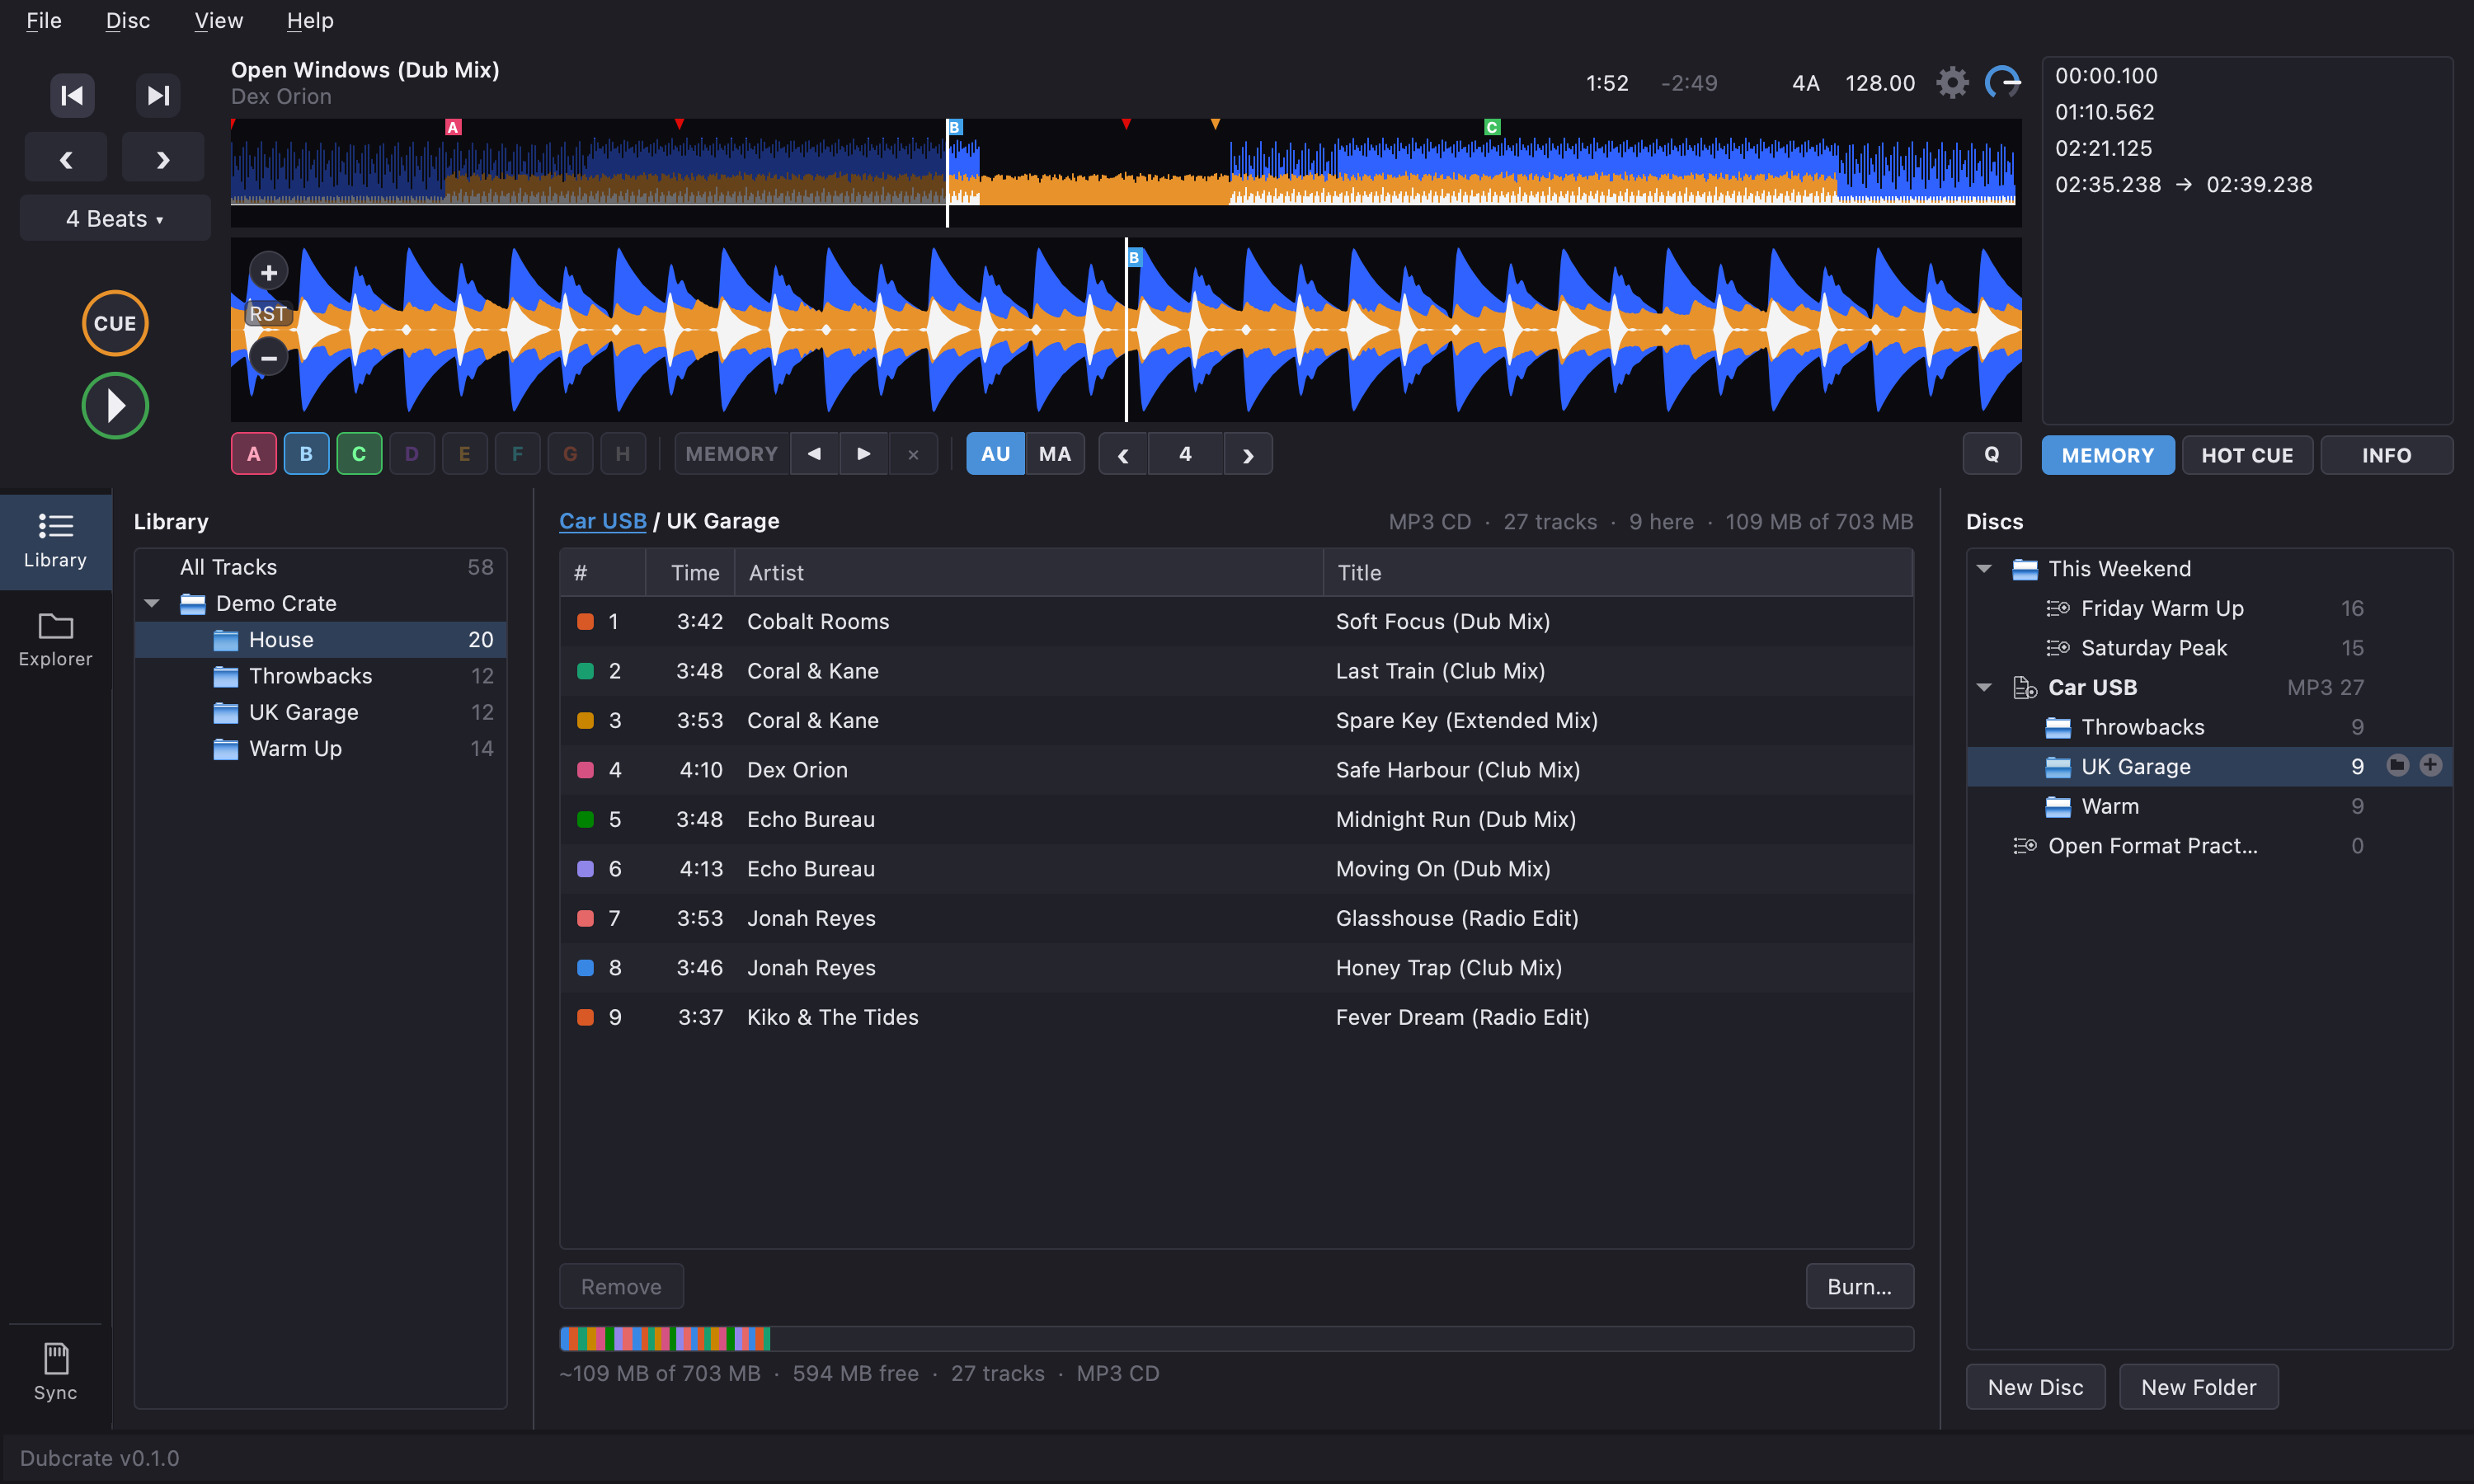 File Disc View Help
Open Windows (Dub Mix)
Dex Orion
1:52 -2:49 4A 128.00
00:00.100
01:10.562
02:21.125
02:35.238 → 02:39.238
A B C
4 Beats ▾
B
+
RST
−
CUE
A B C D E F G H MEMORY ◀ ▶ × AU MA ‹ 4 › Q
MEMORY HOT CUE INFO
Library
Explorer
Sync
Library
All Tracks 58
Demo Crate
House 20
Throwbacks 12
UK Garage 12
Warm Up 14
Car USB / UK Garage
MP3 CD · 27 tracks · 9 here · 109 MB of 703 MB
# Time Artist Title
1 3:42 Cobalt Rooms Soft Focus (Dub Mix)
2 3:48 Coral & Kane Last Train (Club Mix)
3 3:53 Coral & Kane Spare Key (Extended Mix)
4 4:10 Dex Orion Safe Harbour (Club Mix)
5 3:48 Echo Bureau Midnight Run (Dub Mix)
6 4:13 Echo Bureau Moving On (Dub Mix)
7 3:53 Jonah Reyes Glasshouse (Radio Edit)
8 3:46 Jonah Reyes Honey Trap (Club Mix)
9 3:37 Kiko & The Tides Fever Dream (Radio Edit)
Remove
Burn...
~109 MB of 703 MB · 594 MB free · 27 tracks · MP3 CD
Discs
This Weekend
Friday Warm Up 16
Saturday Peak 15
Car USB MP3 27
Throwbacks 9
UK Garage 9
Warm 9
Open Format Pract... 0
New Disc New Folder
Dubcrate v0.1.0